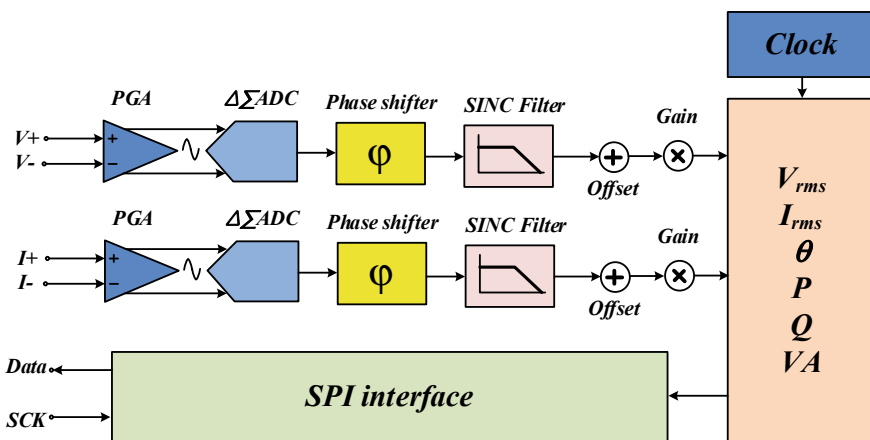 Clock
PGA
ΔΣADC
Phase shifter
SINC Filter
Gain
V+
V-
+
−
φ
+
×
Offset
PGA
ΔΣADC
Phase shifter
SINC Filter
Gain
I+
I-
+
−
φ
+
×
Offset
Vrms
Irms
θ
P
Q
VA
Data
SCK
SPI interface